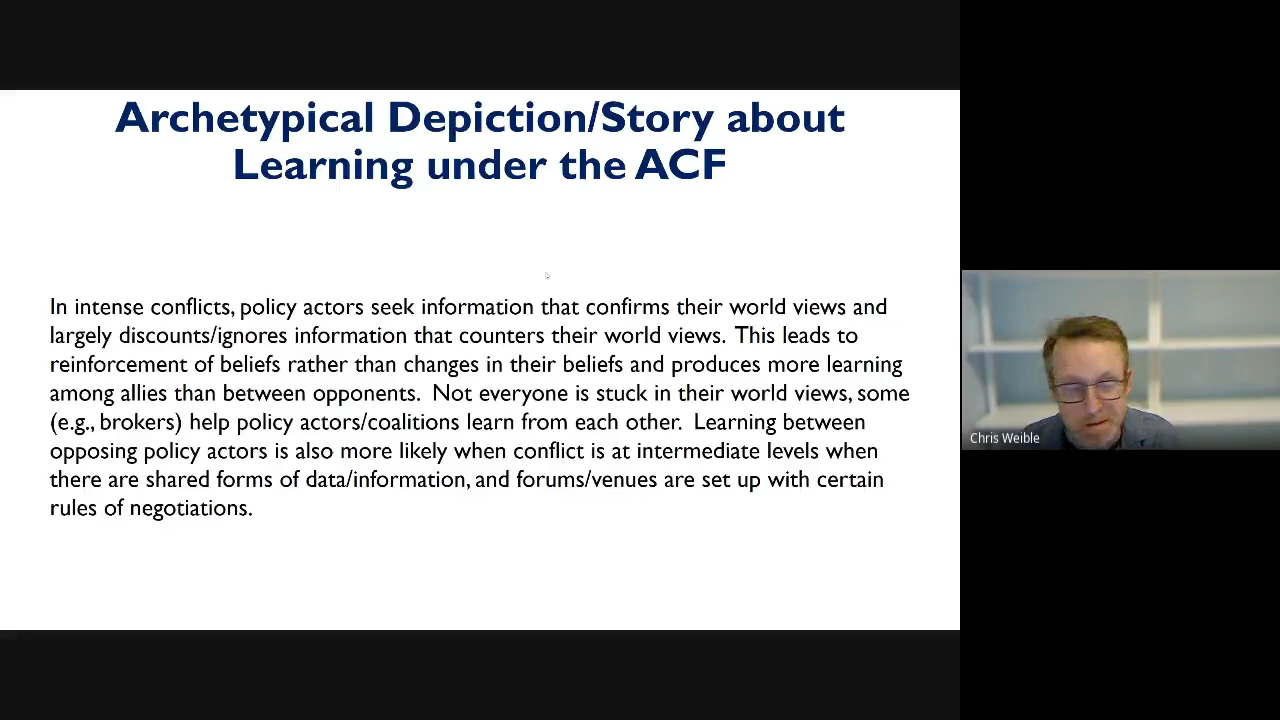 Archetypical Depiction/Story about
Learning under the ACF
In intense conflicts, policy actors seek information that confirms their world views and
largely discounts/ignores information that counters their world views. This leads to
reinforcement of beliefs rather than changes in their beliefs and produces more learning
among allies than between opponents. Not everyone is stuck in their world views, some
(e.g., brokers) help policy actors/coalitions learn from each other. Learning between
opposing policy actors is also more likely when conflict is at intermediate levels when
there are shared forms of data/information, and forums/venues are set up with certain
rules of negotiations.
Chris Weible